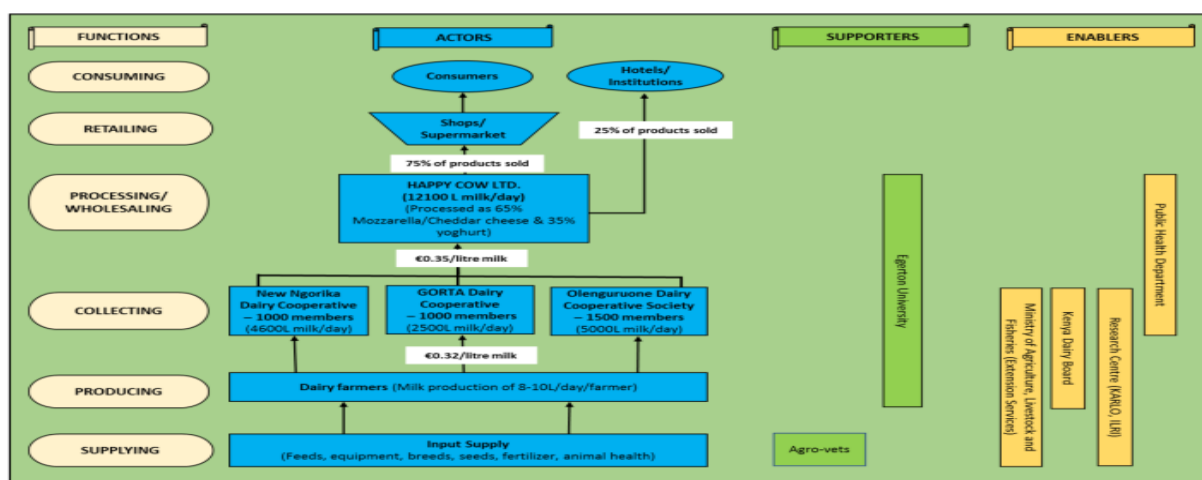 FUNCTIONS
ACTORS
SUPPORTERS
ENABLERS
CONSUMING
Consumers
Hotels/
Institutions
RETAILING
Shops/
Supermarket
25% of products sold
75% of products sold
PROCESSING/
WHOLESALING
HAPPY COW LTD.
(12100 L milk/day)
(Processed as 65%
Mozzarella/Cheddar cheese & 35%
yoghurt)
€0.35/litre milk
COLLECTING
New Ngorika
Dairy Cooperative
– 1000 members
(4600L milk/day)
GORTA Dairy
Cooperative
– 1000 members
(2500L milk/day)
Olenguruone Dairy
Cooperative Society
– 1500 members
(5000L milk/day)
€0.32/litre milk
PRODUCING
Dairy farmers (Milk production of 8-10L/day/farmer)
SUPPLYING
Input Supply
(Feeds, equipment, breeds, seeds, fertilizer, animal health)
Agro-vets
Egerton University
Ministry of Agriculture, Livestock and
Fisheries (Extension Services)
Kenya Dairy Board
Research Centre (KARLO, ILRI)
Public Health Department